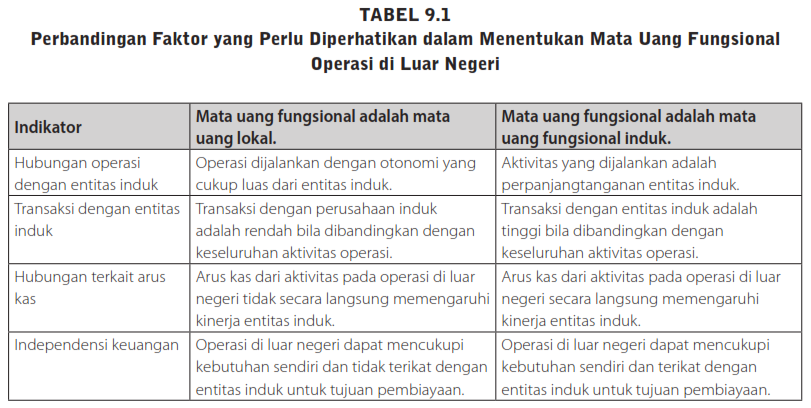 TABEL 9.1
Perbandingan Faktor yang Perlu Diperhatikan dalam Menentukan Mata Uang Fungsional
Operasi di Luar Negeri
Indikator
Mata uang fungsional adalah mata
uang lokal.
Mata uang fungsional adalah mata
uang fungsional induk.
Hubungan operasi
dengan entitas induk
Operasi dijalankan dengan otonomi yang
cukup luas dari entitas induk.
Aktivitas yang dijalankan adalah
perpanjangtanganan entitas induk.
Transaksi dengan entitas
induk
Transaksi dengan perusahaan induk
adalah rendah bila dibandingkan dengan
keseluruhan aktivitas operasi.
Transaksi dengan entitas induk adalah
tinggi bila dibandingkan dengan
keseluruhan aktivitas operasi.
Hubungan terkait arus
kas
Arus kas dari aktivitas pada operasi di luar
negeri tidak secara langsung memengaruhi
kinerja entitas induk.
Arus kas dari aktivitas pada operasi di luar
negeri secara langsung memengaruhi
kinerja entitas induk.
Independensi keuangan
Operasi di luar negeri dapat mencukupi
kebutuhan sendiri dan tidak terikat dengan
entitas induk untuk tujuan pembiayaan.
Operasi di luar negeri dapat mencukupi
kebutuhan sendiri dan terikat dengan
entitas induk untuk tujuan pembiayaan.